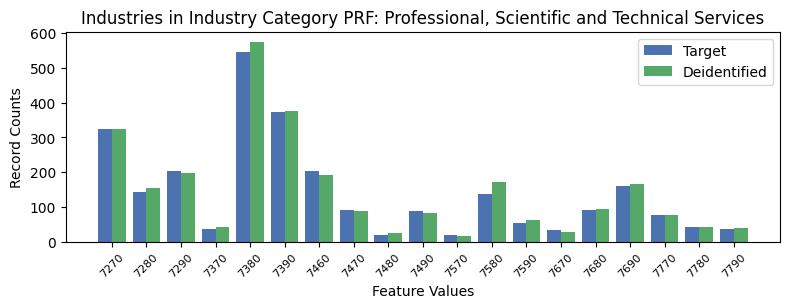 Industries in Industry Category PRF: Professional, Scientific and Technical Services
Target
Deidentified
Record Counts
600
500
400
300
200
100
0
7270 7280 7290 7370 7380 7390 7460 7470 7480 7490 7570 7580 7590 7670 7680 7690 7770 7780 7790
Feature Values